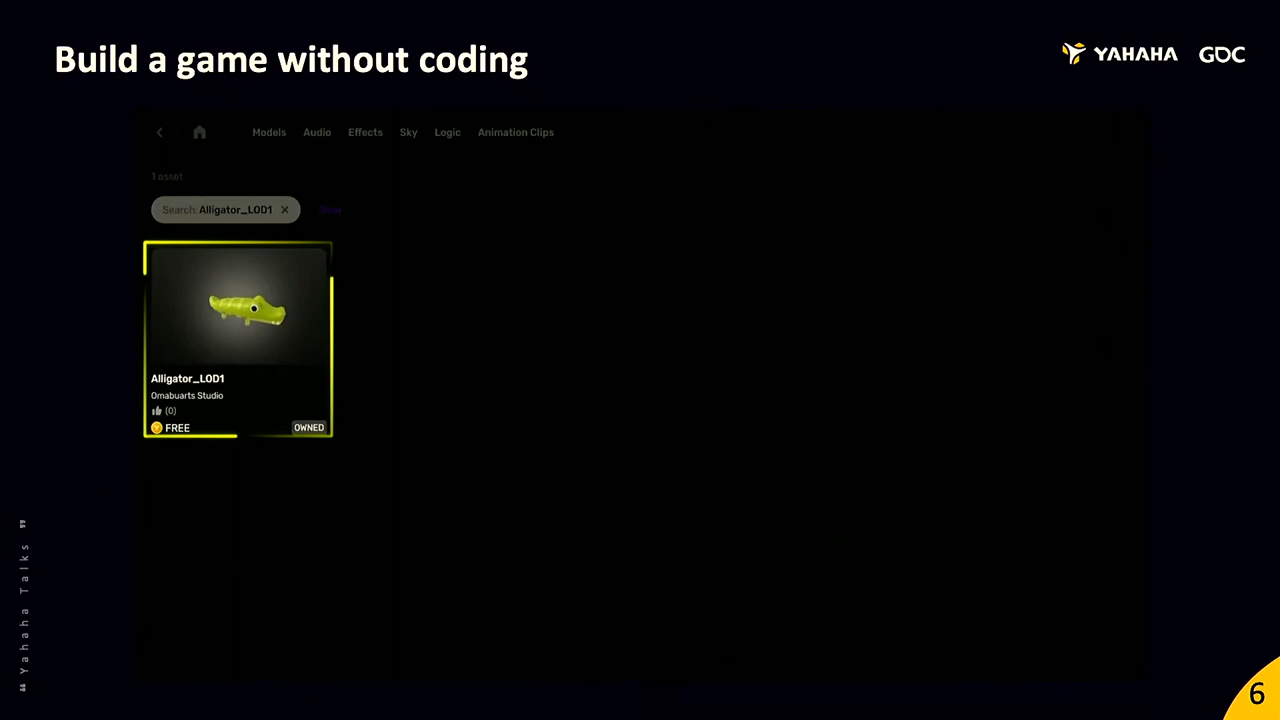 Build a game without coding
YAHAHA GDC
Models Audio Effects Sky Logic Animation Clips
1 asset
Search: Alligator_LOD1 ×
Alligator_LOD1
Omabuarts Studio
(0)
FREE OWNED
“ Yahaha Talks ”
6